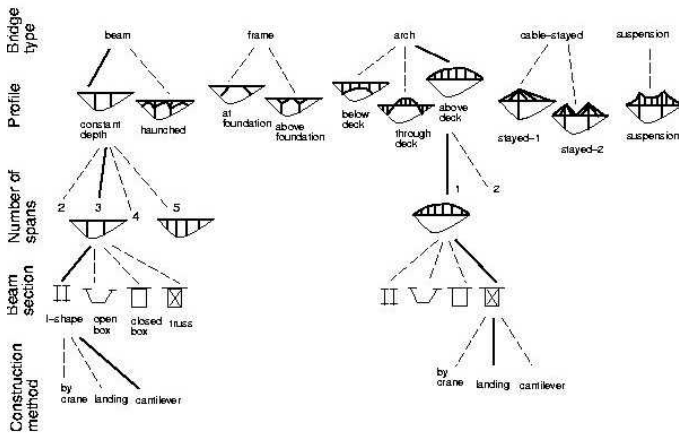 Bridge type
beam
frame
arch
cable-stayed
suspension
Profile
constant depth
haunched
at foundation
above foundation
below deck
through deck
above deck
stayed-1
stayed-2
suspension
Number of spans
2
3
4
5
1
2
Beam section
I-shape
open box
closed box
truss
Construction method
by crane
landing
cantilever
by crane
landing
cantilever